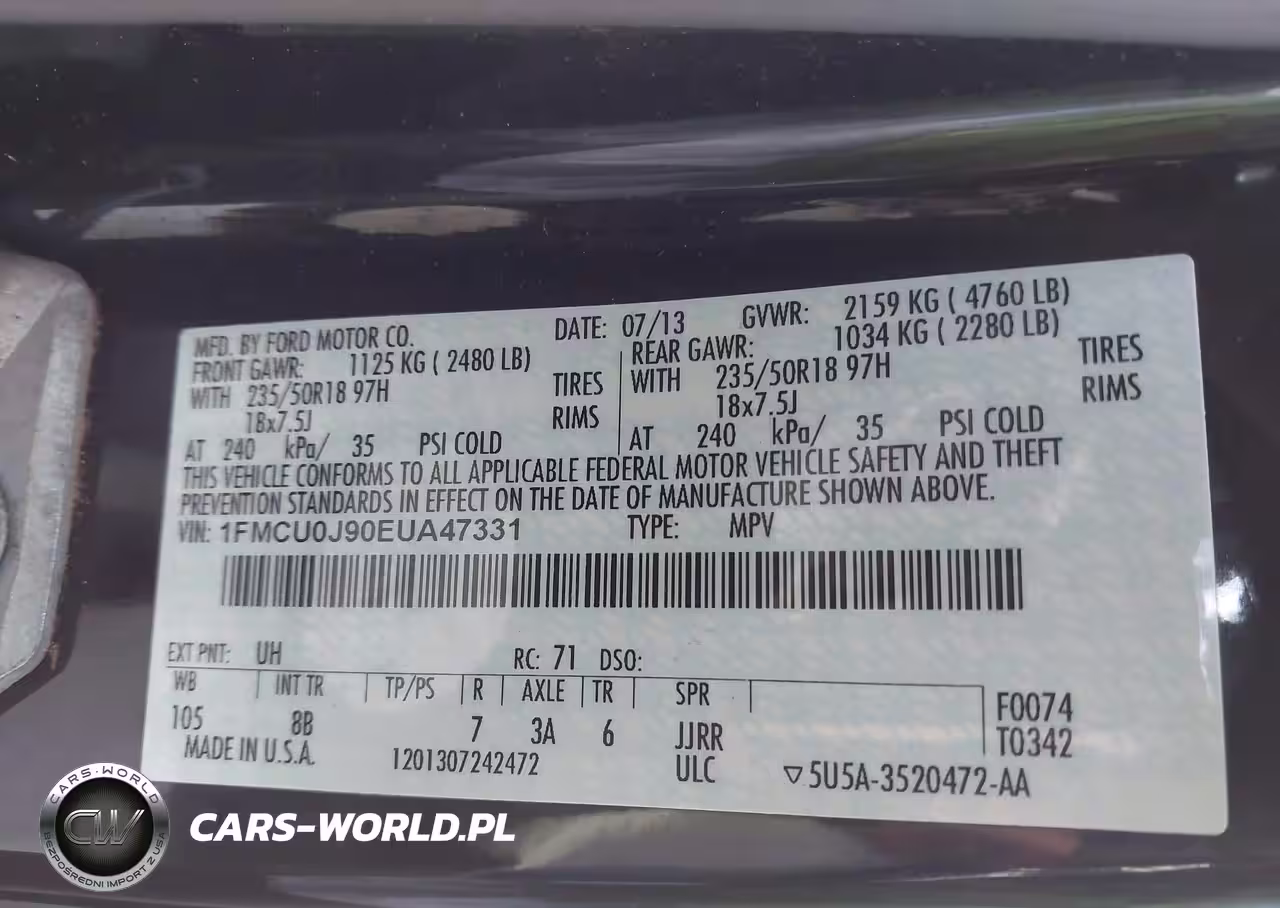 MFD. BY FORD MOTOR CO. DATE: 07/13 GVWR: 2159 KG ( 4760 LB)
FRONT GAWR: 1125 KG ( 2480 LB) REAR GAWR: 1034 KG ( 2280 LB)
WITH 235/50R18 97H TIRES WITH 235/50R18 97H TIRES
18x7.5J RIMS 18x7.5J RIMS
AT 240 kPa/ 35 PSI COLD AT 240 kPa/ 35 PSI COLD
THIS VEHICLE CONFORMS TO ALL APPLICABLE FEDERAL MOTOR VEHICLE SAFETY AND THEFT
PREVENTION STANDARDS IN EFFECT ON THE DATE OF MANUFACTURE SHOWN ABOVE.
VIN: 1FMCU0J90EUA47331 TYPE: MPV
EXT PNT: UH RC: 71 DSO:
WB INT TR TP/PS R AXLE TR SPR F0074
105 8B 7 3A 6 JJRR T0342
MADE IN U.S.A. 1201307242472 ULC ▽5U5A-3520472-AA
CARS-WORLD
CW
BEZPOŚREDNI IMPORT Z USA
CARS-WORLD.PL